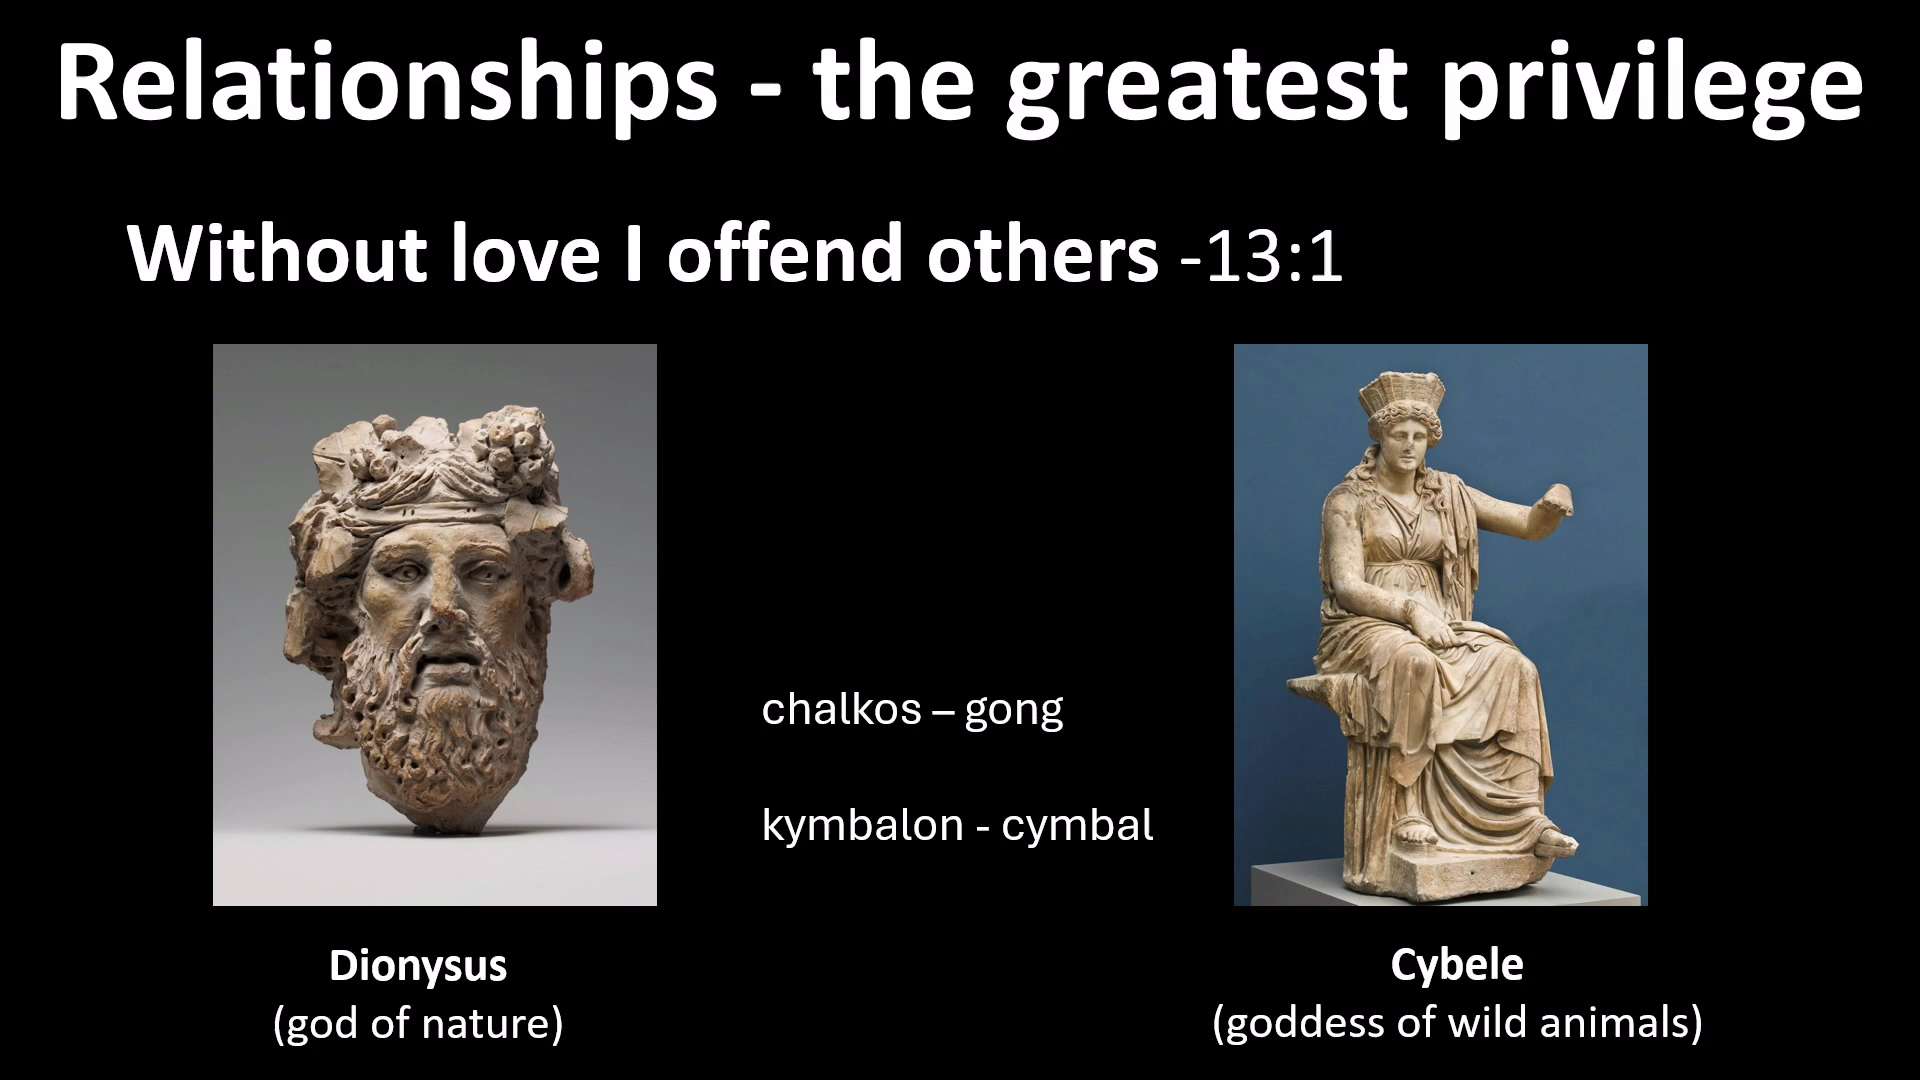 Relationships - the greatest privilege
Without love I offend others -13:1
chalkos – gong
kymbalon - cymbal
Dionysus
(god of nature)
Cybele
(goddess of wild animals)